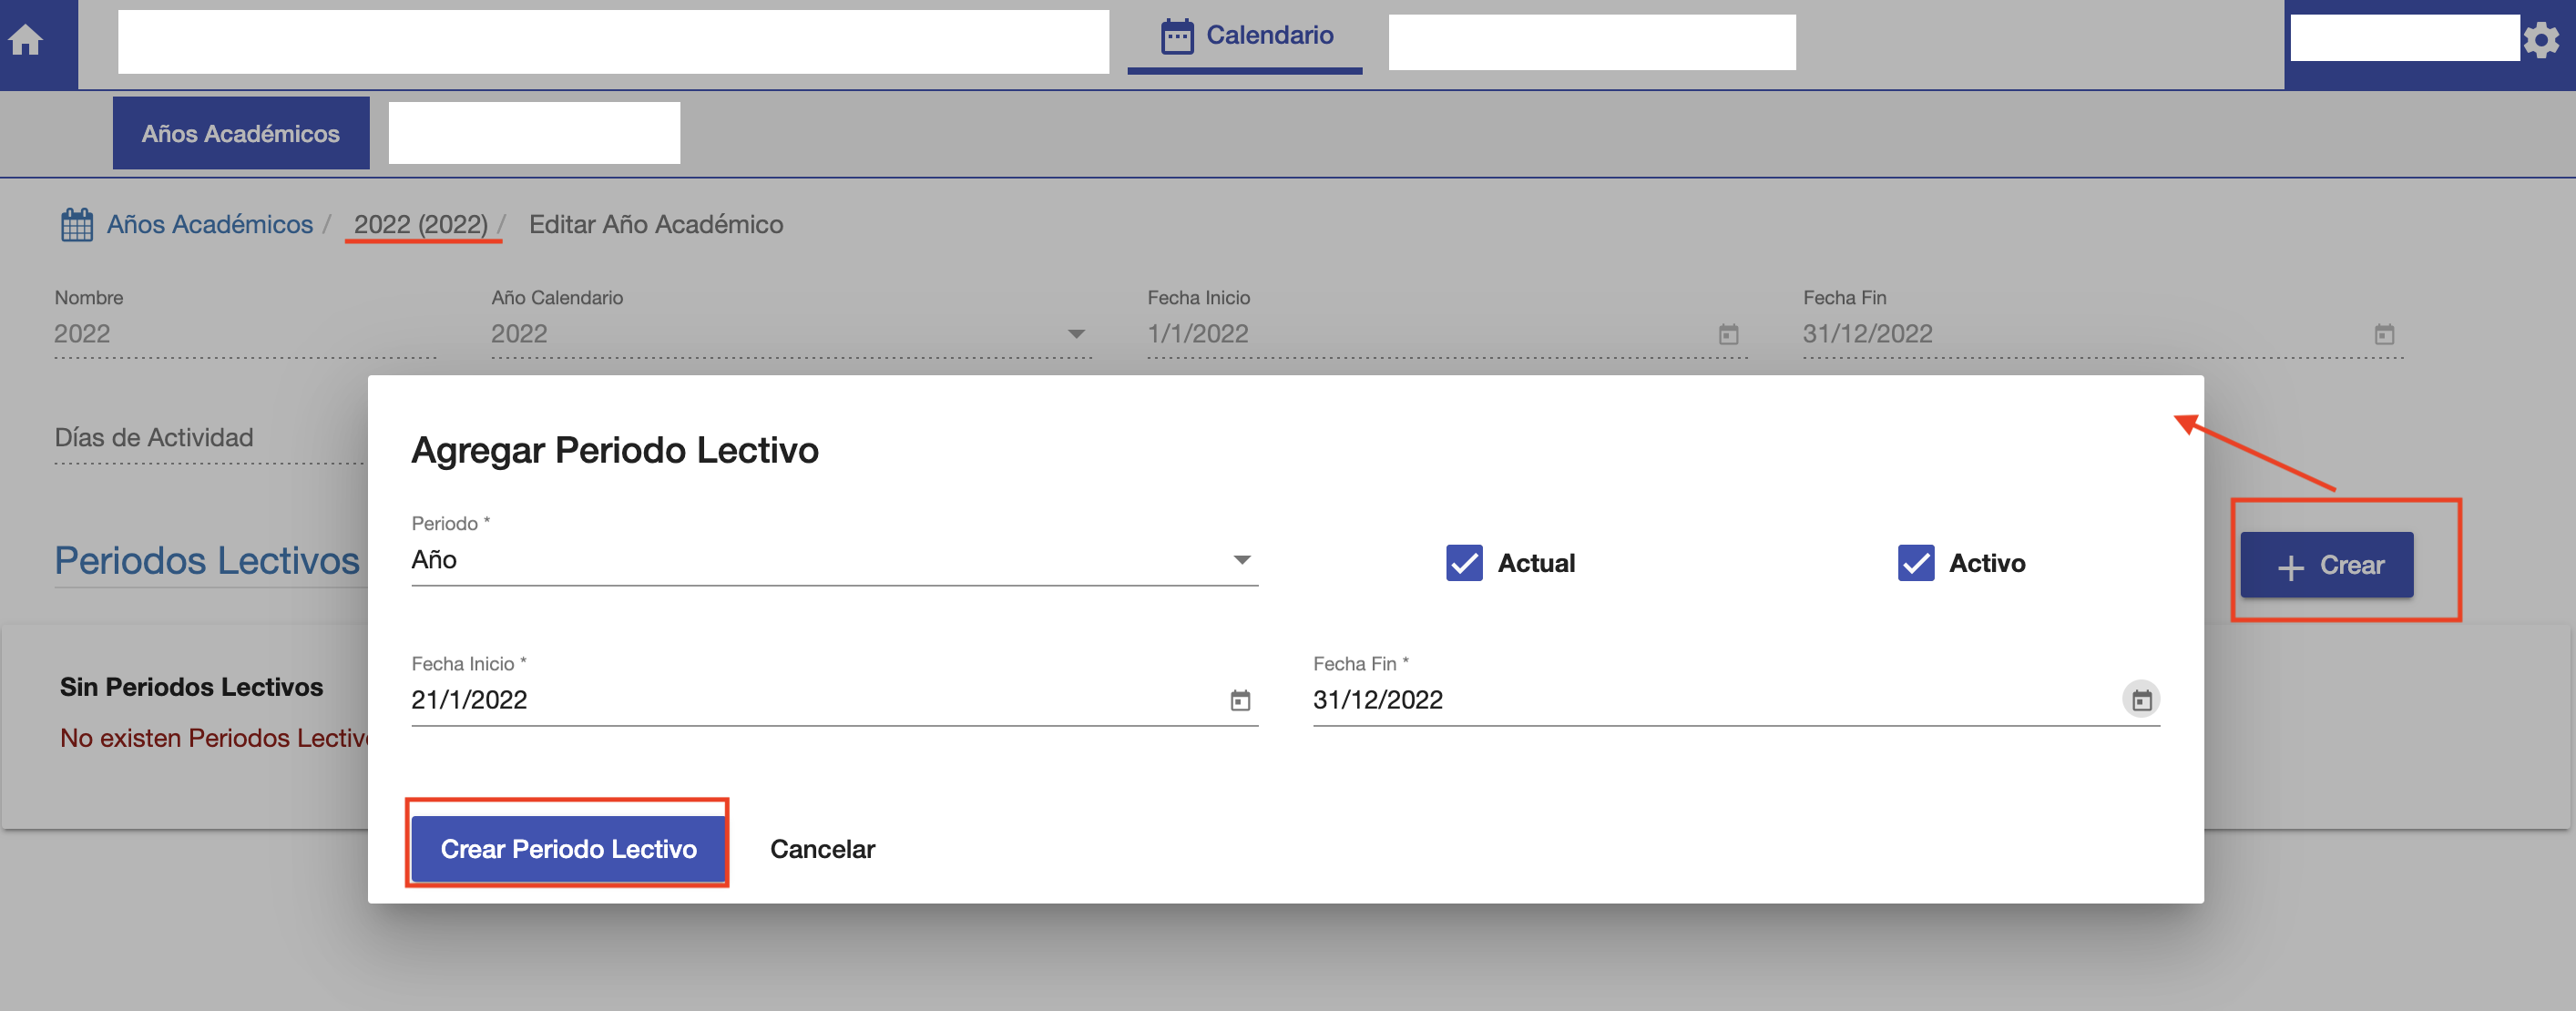 Calendario
Años Académicos
Años Académicos / 2022 (2022) / Editar Año Académico
Nombre
Año Calendario
Fecha Inicio
Fecha Fin
2022
2022
1/1/2022
31/12/2022
Días de Actividad
Agregar Periodo Lectivo
Periodo *
Año
Actual
Activo
Periodos Lectivos
+ Crear
Fecha Inicio *
Fecha Fin *
21/1/2022
31/12/2022
Sin Periodos Lectivos
No existen Periodos Lectiv
Crear Periodo Lectivo
Cancelar